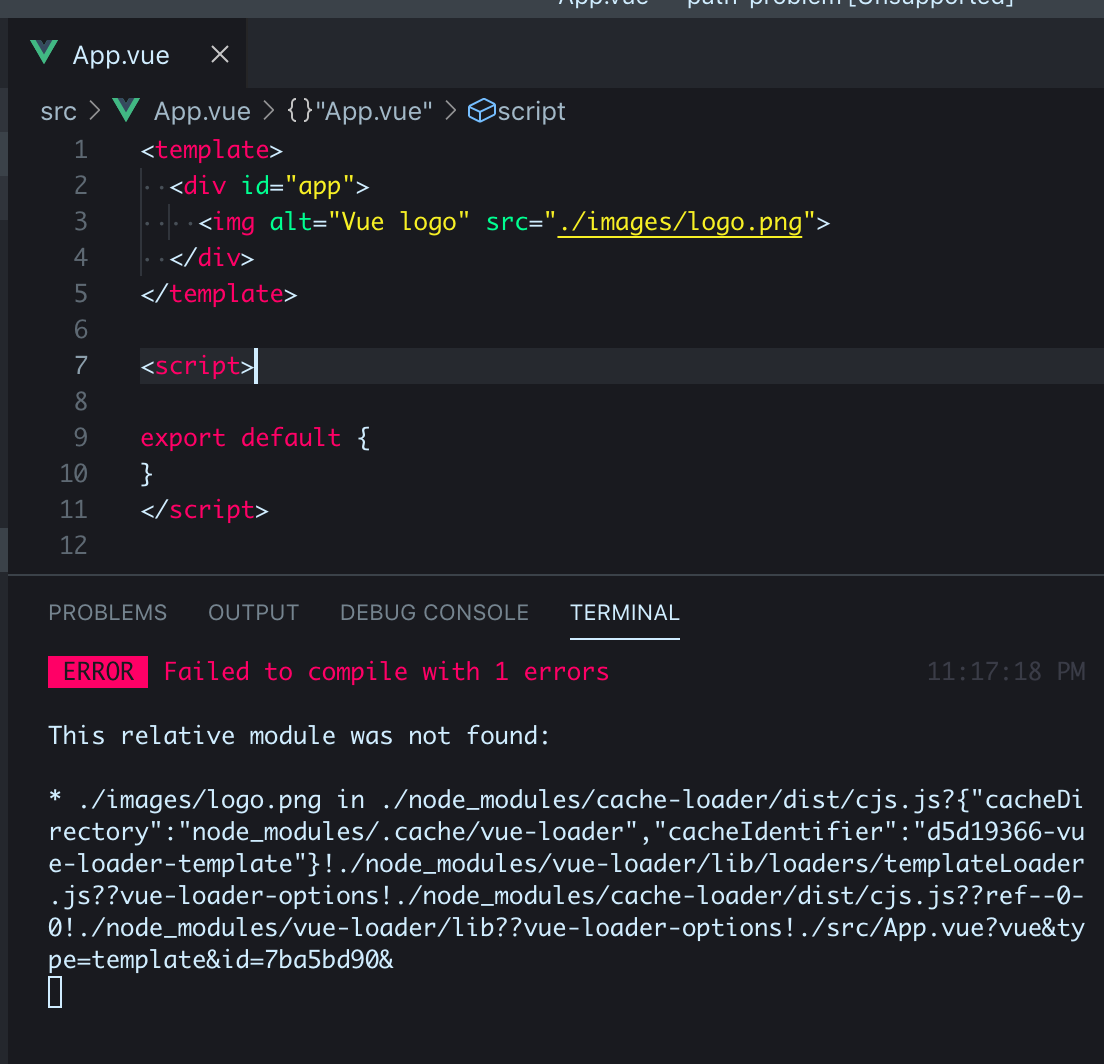 App.vue — path-problem [Unsupported]
App.vue
src > App.vue > {}"App.vue" > script
1 <template>
2 ··<div id="app">
3 ····<img alt="Vue logo" src="./images/logo.png">
4 ··</div>
5 </template>
6
7 <script>
8
9 export default {
10 }
11 </script>
12
PROBLEMS OUTPUT DEBUG CONSOLE TERMINAL
ERROR Failed to compile with 1 errors 11:17:18 PM
This relative module was not found:
* ./images/logo.png in ./node_modules/cache-loader/dist/cjs.js?{"cacheDi
rectory":"node_modules/.cache/vue-loader","cacheIdentifier":"d5d19366-vu
e-loader-template"}!./node_modules/vue-loader/lib/loaders/templateLoader
.js??vue-loader-options!./node_modules/cache-loader/dist/cjs.js??ref--0-
0!./node_modules/vue-loader/lib??vue-loader-options!./src/App.vue?vue&ty
pe=template&id=7ba5bd90&